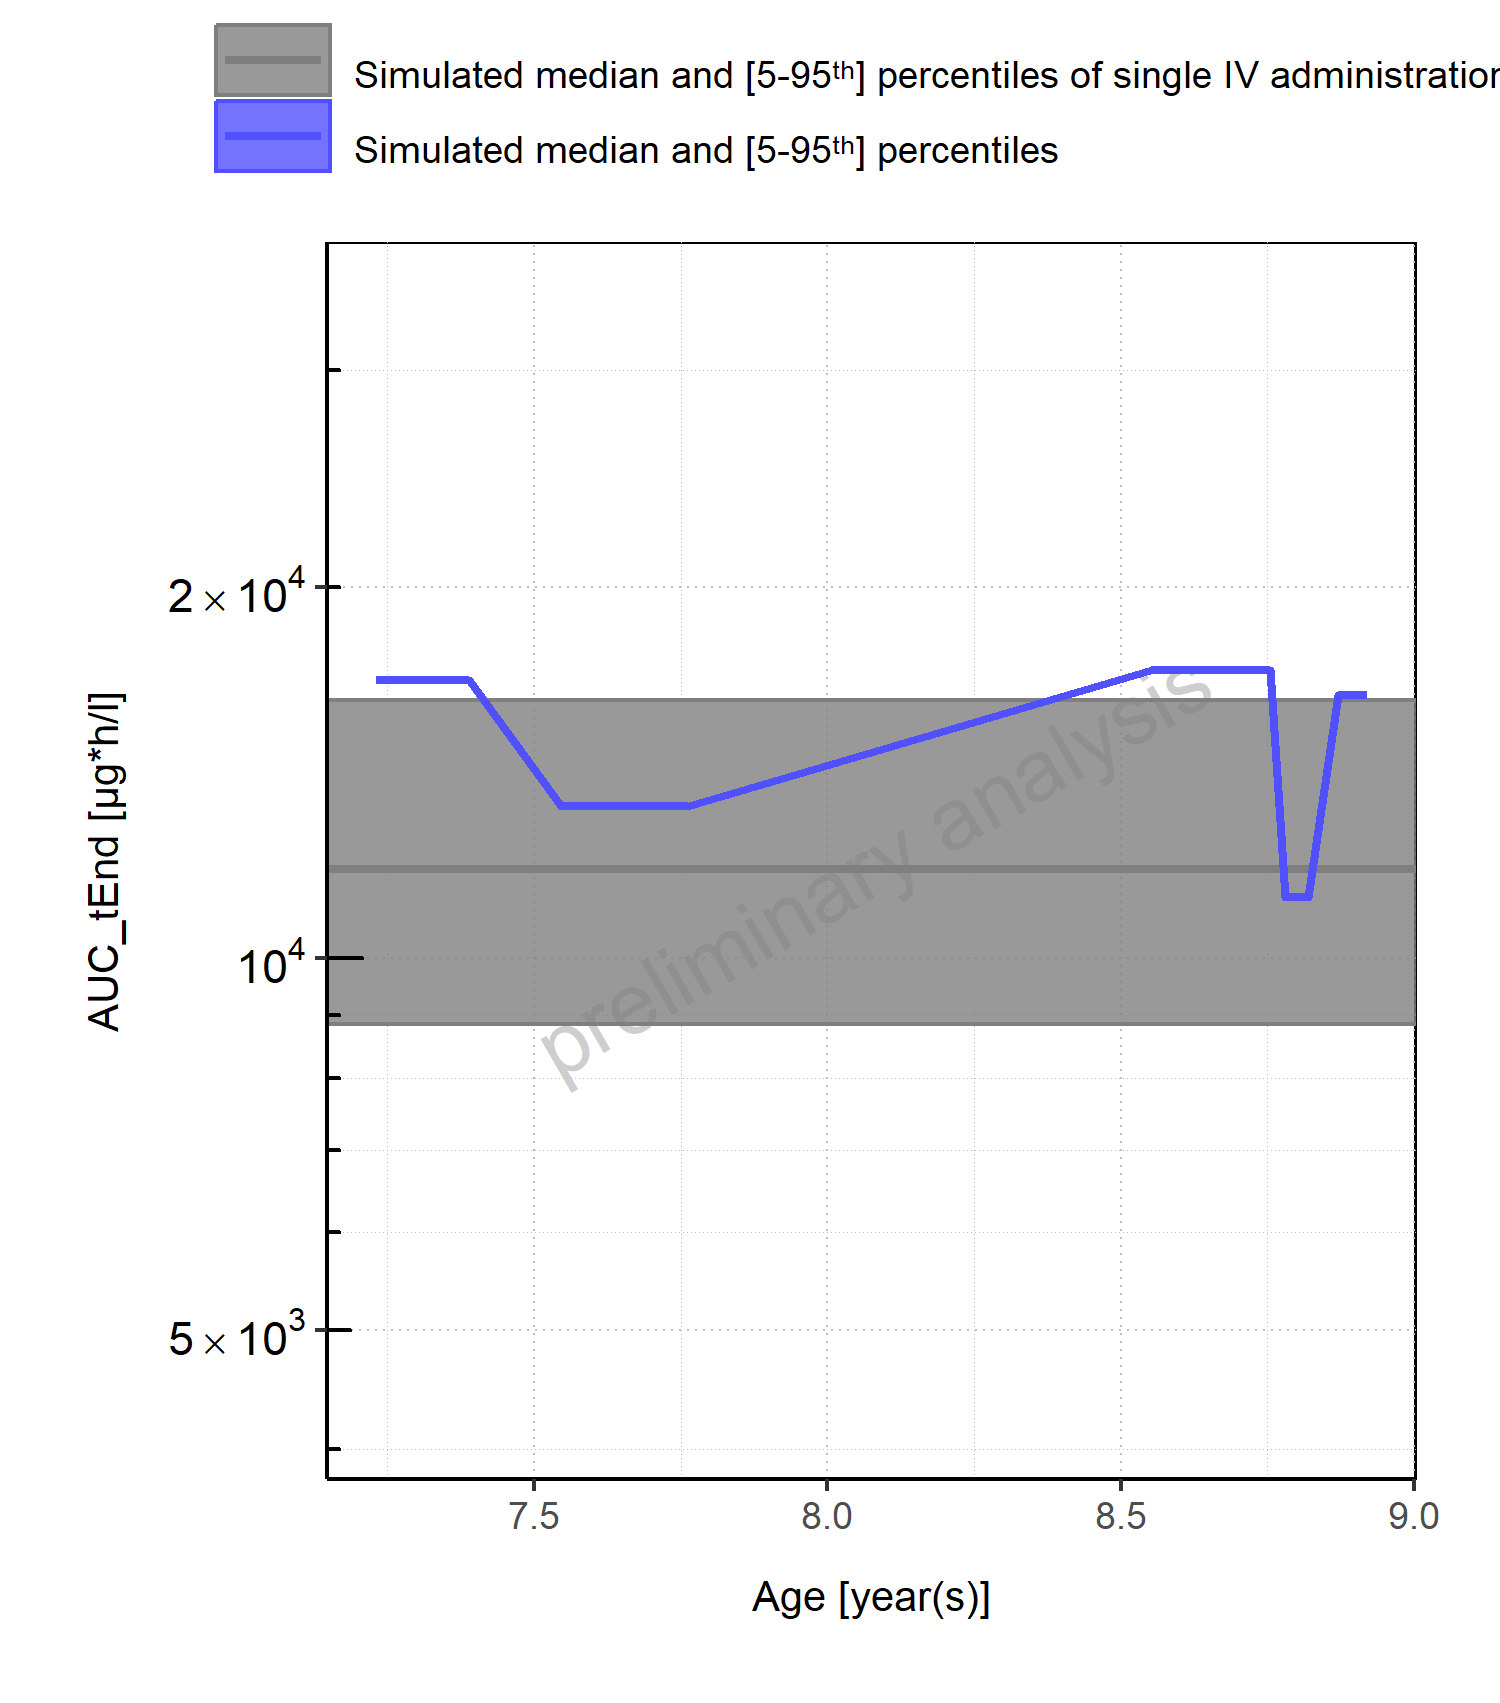 Simulated median and [5-95ᵗʰ] percentiles of single IV administration
Simulated median and [5-95ᵗʰ] percentiles
2 × 10⁴
10⁴
5 × 10³
AUC_tEnd [µg*h/l]
preliminary analysis
7.5 8.0 8.5 9.0
Age [year(s)]